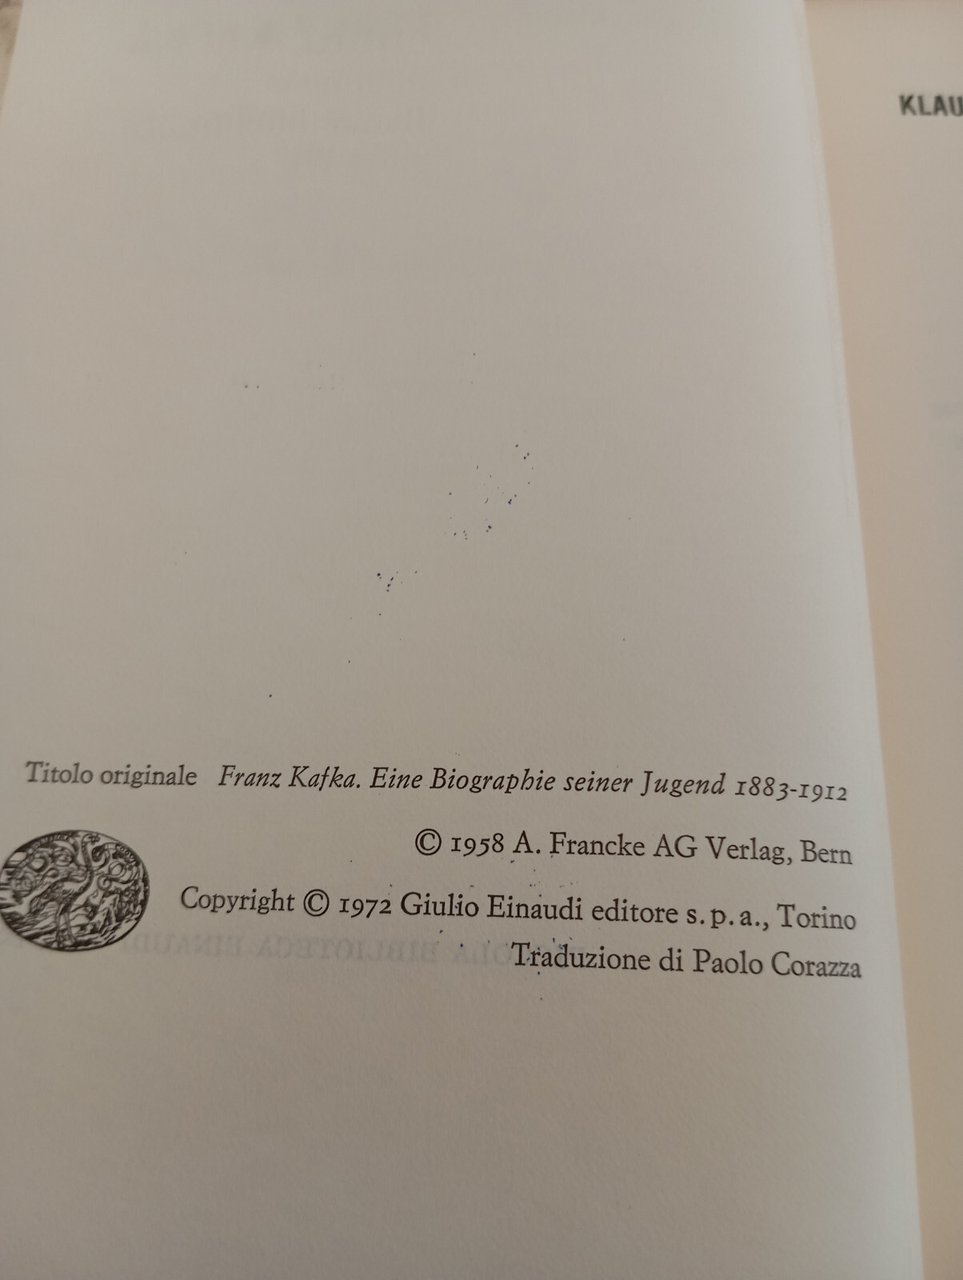 KLAU
Titolo originale Franz Kafka. Eine Biographie seiner Jugend 1883-1912
© 1958 A. Francke AG Verlag, Bern
Copyright © 1972 Giulio Einaudi editore s.p.a., Torino
Traduzione di Paolo Corazza